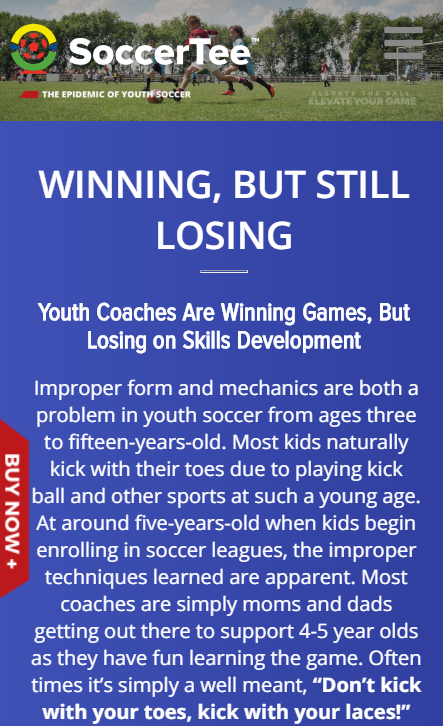 SoccerTee™
THE EPIDEMIC OF YOUTH SOCCER
ELEVATE THE BALL
ELEVATE YOUR GAME
WINNING, BUT STILL
LOSING
Youth Coaches Are Winning Games, But
Losing on Skills Development
Improper form and mechanics are both a
problem in youth soccer from ages three
to fifteen-years-old. Most kids naturally
kick with their toes due to playing kick
ball and other sports at such a young age.
At around five-years-old when kids begin
enrolling in soccer leagues, the improper
techniques learned are apparent. Most
coaches are simply moms and dads
getting out there to support 4-5 year olds
as they have fun learning the game. Often
times it’s simply a well meant, “Don’t kick
with your toes, kick with your laces!”
BUY NOW +